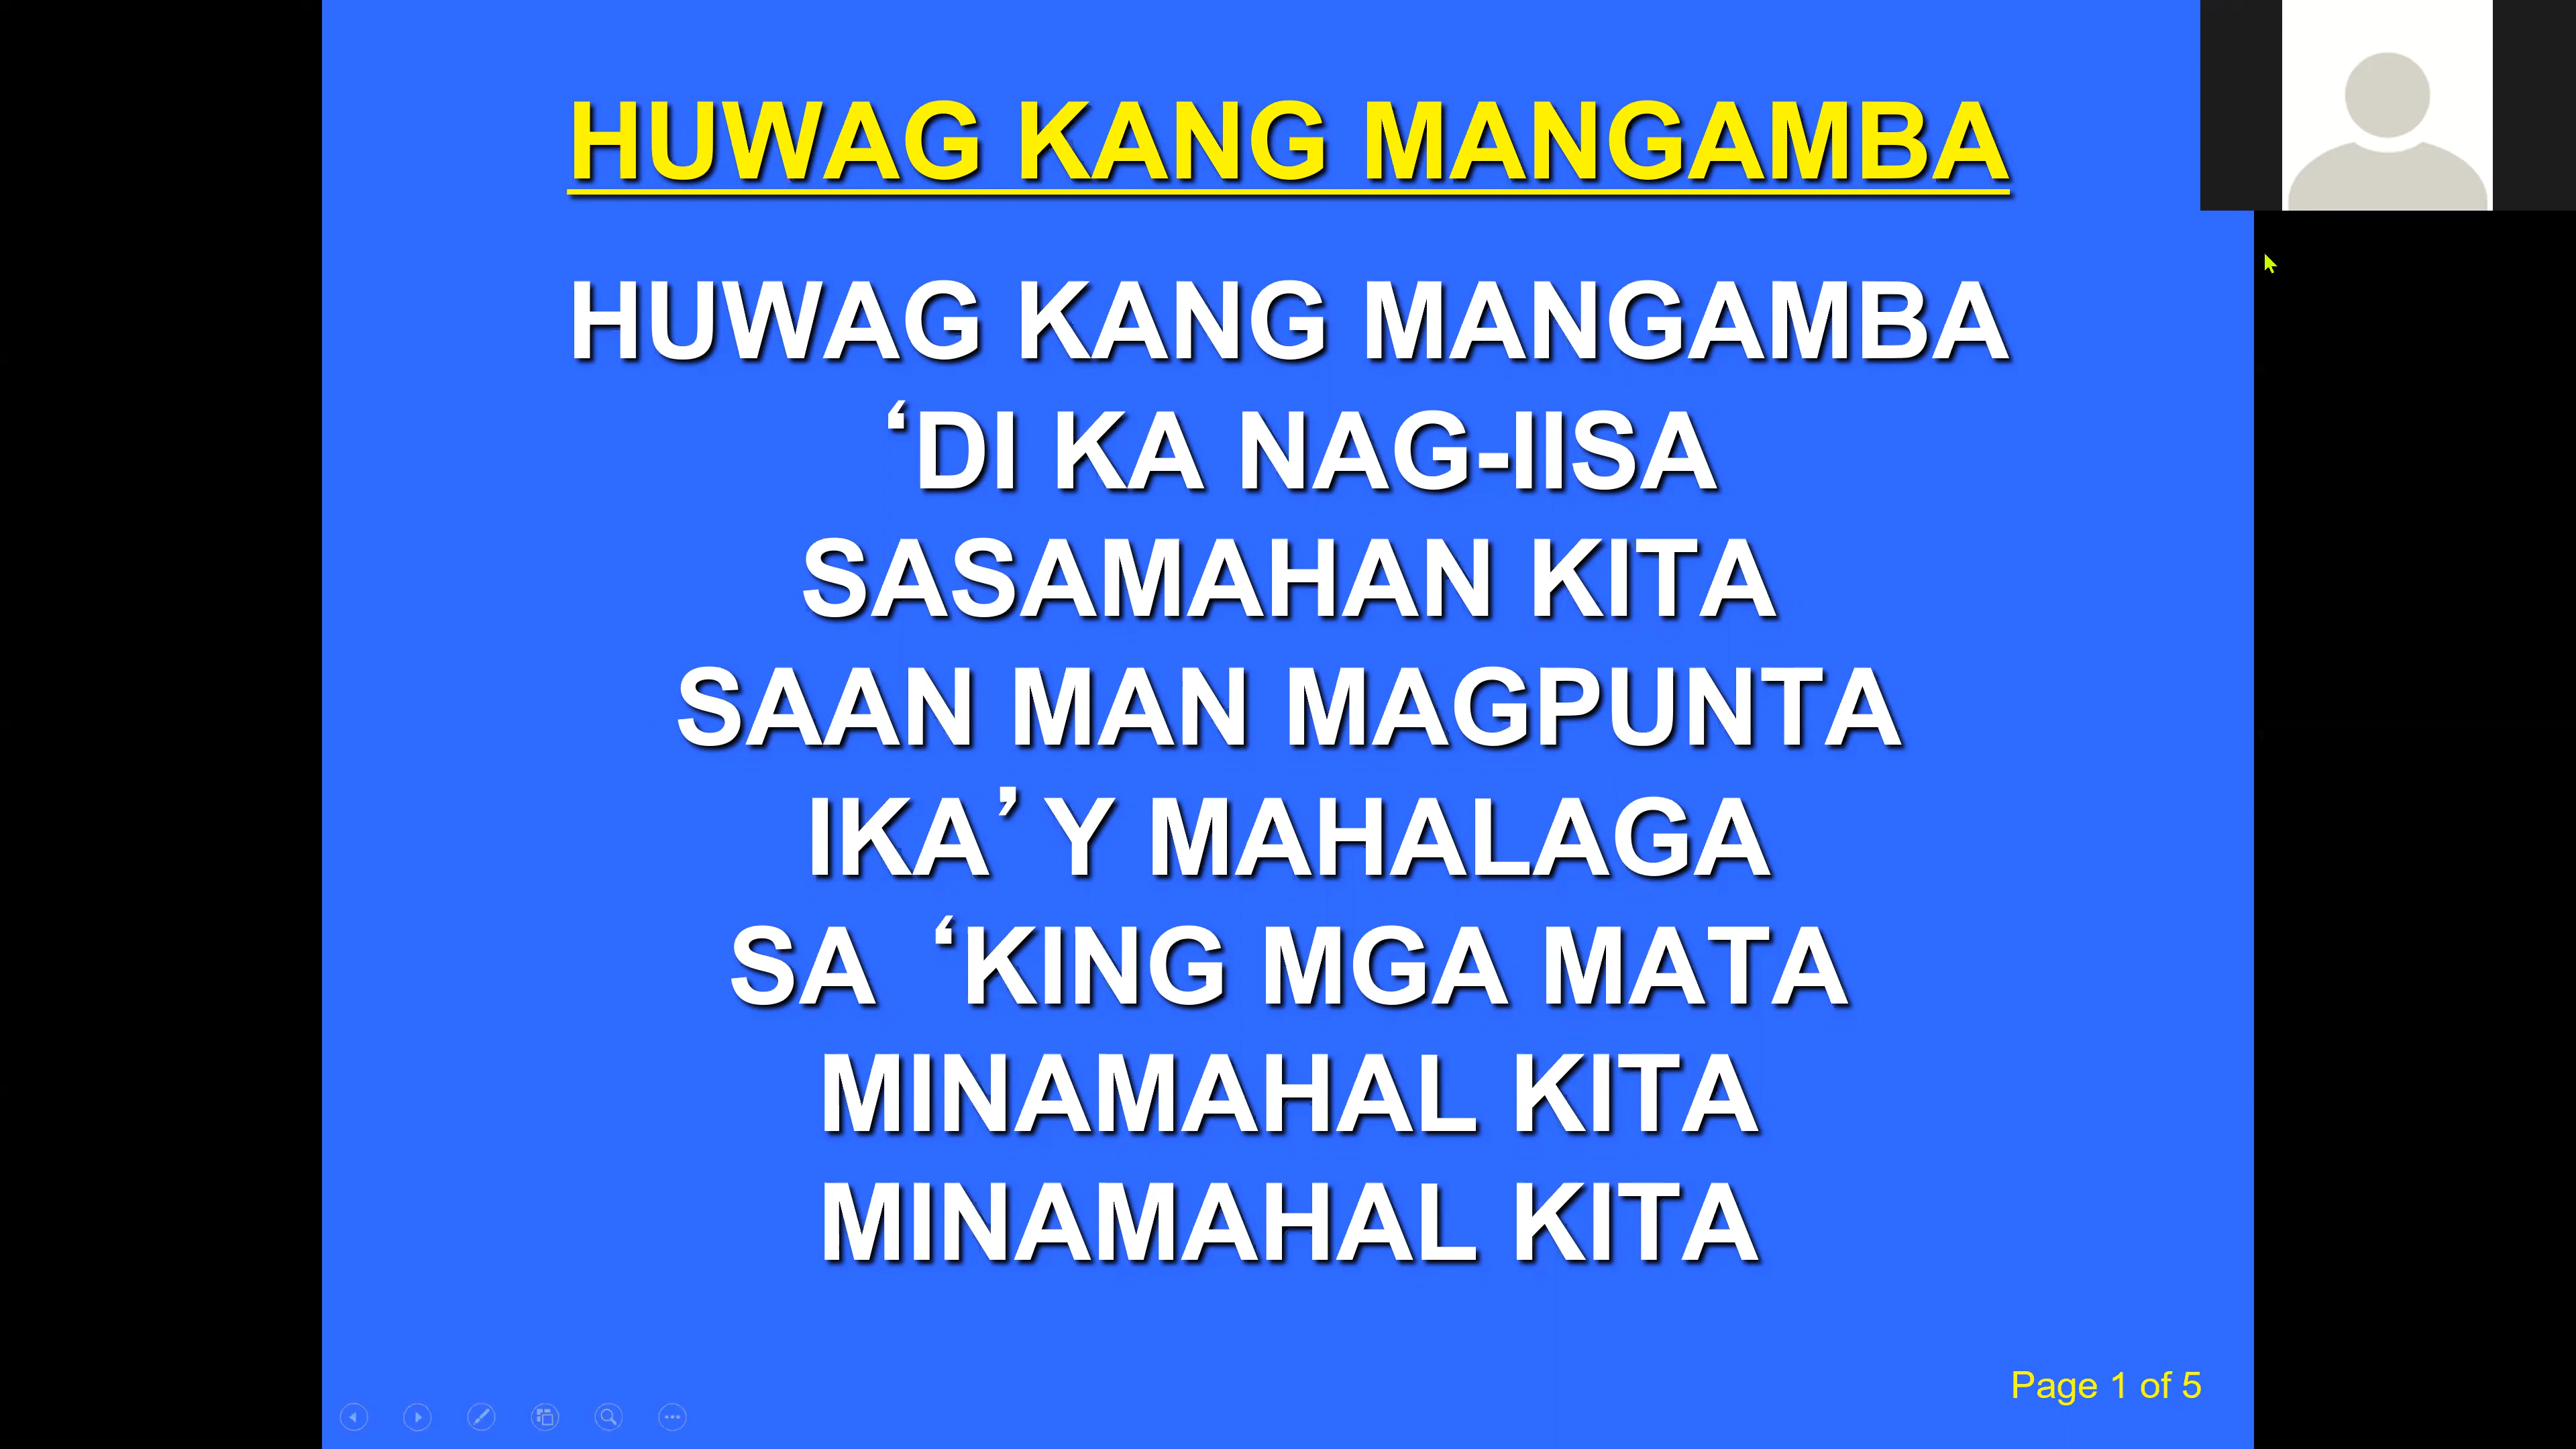 HUWAG KANG MANGAMBA
HUWAG KANG MANGAMBA
‘DI KA NAG-IISA
SASAMAHAN KITA
SAAN MAN MAGPUNTA
IKA’Y MAHALAGA
SA ‘KING MGA MATA
MINAMAHAL KITA
MINAMAHAL KITA
Page 1 of 5